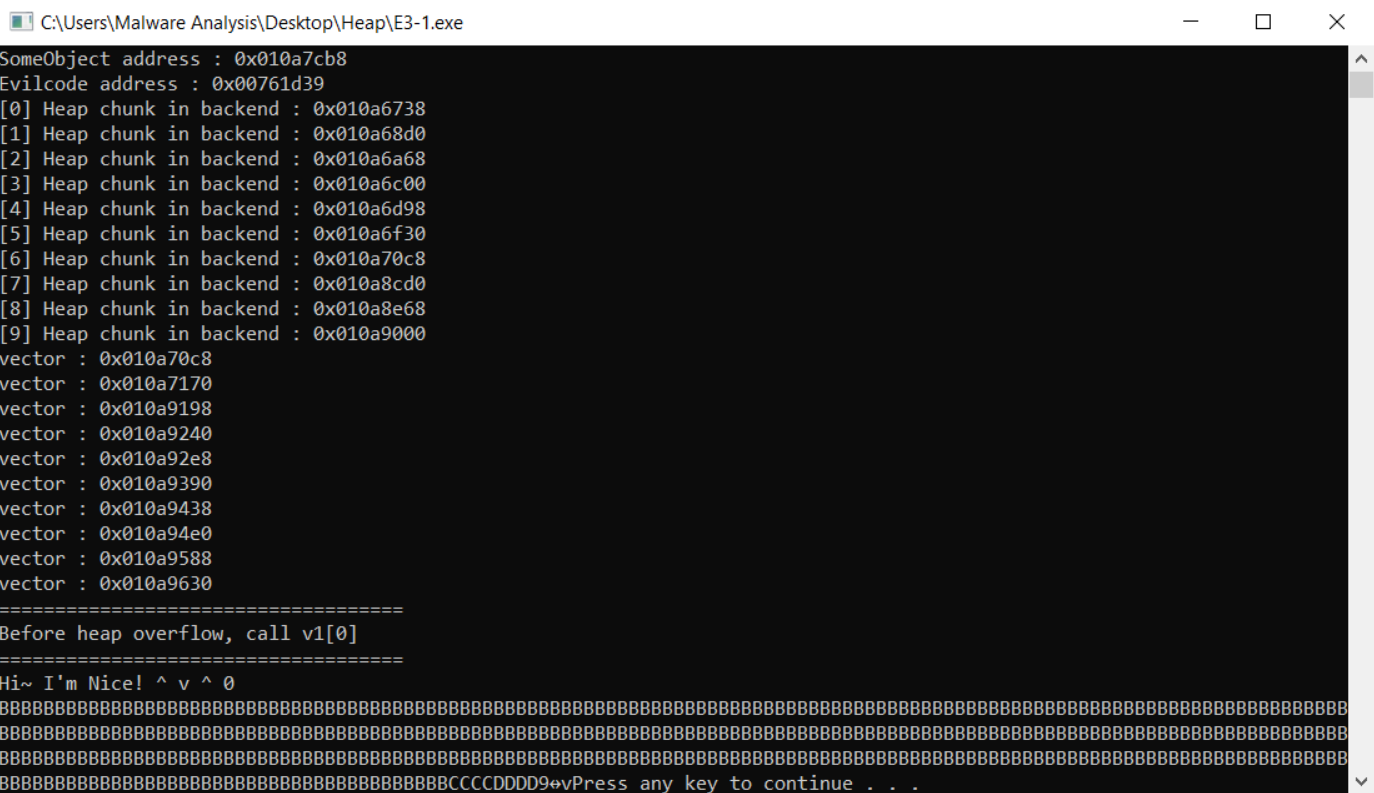 C:\Users\Malware Analysis\Desktop\Heap\E3-1.exe
SomeObject address : 0x010a7cb8
Evilcode address : 0x00761d39
[0] Heap chunk in backend : 0x010a6738
[1] Heap chunk in backend : 0x010a68d0
[2] Heap chunk in backend : 0x010a6a68
[3] Heap chunk in backend : 0x010a6c00
[4] Heap chunk in backend : 0x010a6d98
[5] Heap chunk in backend : 0x010a6f30
[6] Heap chunk in backend : 0x010a70c8
[7] Heap chunk in backend : 0x010a8cd0
[8] Heap chunk in backend : 0x010a8e68
[9] Heap chunk in backend : 0x010a9000
vector : 0x010a70c8
vector : 0x010a7170
vector : 0x010a9198
vector : 0x010a9240
vector : 0x010a92e8
vector : 0x010a9390
vector : 0x010a9438
vector : 0x010a94e0
vector : 0x010a9588
vector : 0x010a9630
====================================
Before heap overflow, call v1[0]
====================================
Hi~ I'm Nice! ^ v ^ 0
BBBBBBBBBBBBBBBBBBBBBBBBBBBBBBBBBBBBBBBBBBBBBBBBBBBBBBBBBBBBBBBBBBBBBBBBBBBBBBBBBBBBBBBBBBBBBBBBBBBBBBBBBBBBBBBBBBBBBBBB
BBBBBBBBBBBBBBBBBBBBBBBBBBBBBBBBBBBBBBBBBBBBBBBBBBBBBBBBBBBBBBBBBBBBBBBBBBBBBBBBBBBBBBBBBBBBBBBBBBBBBBBBBBBBBBBBBBBBBBBB
BBBBBBBBBBBBBBBBBBBBBBBBBBBBBBBBBBBBBBBBBBBBBBBBBBBBBBBBBBBBBBBBBBBBBBBBBBBBBBBBBBBBBBBBBBBBBBBBBBBBBBBBBBBBBBBBBBBBBBBB
BBBBBBBBBBBBBBBBBBBBBBBBBBBBBBBBBBBBBBBBCCCCDDDD9↔vPress any key to continue . . .